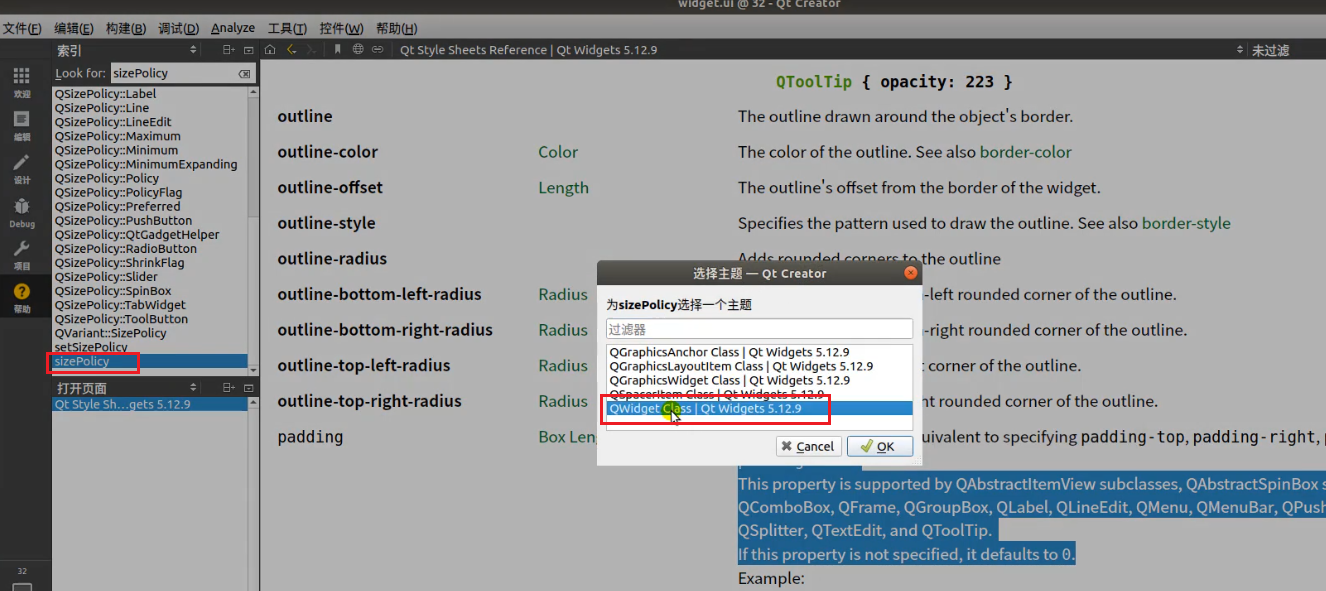 widget.ui @ 32 - Qt Creator
文件(F) 编辑(E) 构建(B) 调试(D) Analyze 工具(T) 控件(W) 帮助(H)
索引
Qt Style Sheets Reference | Qt Widgets 5.12.9
未过滤
Look for: sizePolicy
欢迎
编辑
设计
Debug
项目
?
帮助
32
QSizePolicy::Label
QSizePolicy::Line
QSizePolicy::LineEdit
QSizePolicy::Maximum
QSizePolicy::Minimum
QSizePolicy::MinimumExpanding
QSizePolicy::Policy
QSizePolicy::PolicyFlag
QSizePolicy::Preferred
QSizePolicy::PushButton
QSizePolicy::QtGadgetHelper
QSizePolicy::RadioButton
QSizePolicy::ShrinkFlag
QSizePolicy::Slider
QSizePolicy::SpinBox
QSizePolicy::TabWidget
QSizePolicy::ToolButton
QVariant::SizePolicy
setSizePolicy
sizePolicy
打开页面
Qt Style Sh...gets 5.12.9
QToolTip { opacity: 223 }
outline The outline drawn around the object's border.
outline-color Color The color of the outline. See also border-color
outline-offset Length The outline's offset from the border of the widget.
outline-style Specifies the pattern used to draw the outline. See also border-style
outline-radius Adds rounded corners to the outline
outline-bottom-left-radius Radius -left rounded corner of the outline.
outline-bottom-right-radius Radius -right rounded corner of the outline.
outline-top-left-radius Radius t corner of the outline.
outline-top-right-radius Radius ht rounded corner of the outline.
padding Box Len uivalent to specifying padding-top, padding-right,
This property is supported by QAbstractItemView subclasses, QAbstractSpinBox s
QComboBox, QFrame, QGroupBox, QLabel, QLineEdit, QMenu, QMenuBar, QPush
QSplitter, QTextEdit, and QToolTip.
If this property is not specified, it defaults to 0.
Example:
选择主题 — Qt Creator
为sizePolicy选择一个主题
过滤器
QGraphicsAnchor Class | Qt Widgets 5.12.9
QGraphicsLayoutItem Class | Qt Widgets 5.12.9
QGraphicsWidget Class | Qt Widgets 5.12.9
QSpacerItem Class | Qt Widgets 5.12.9
QWidget Class | Qt Widgets 5.12.9
Cancel OK